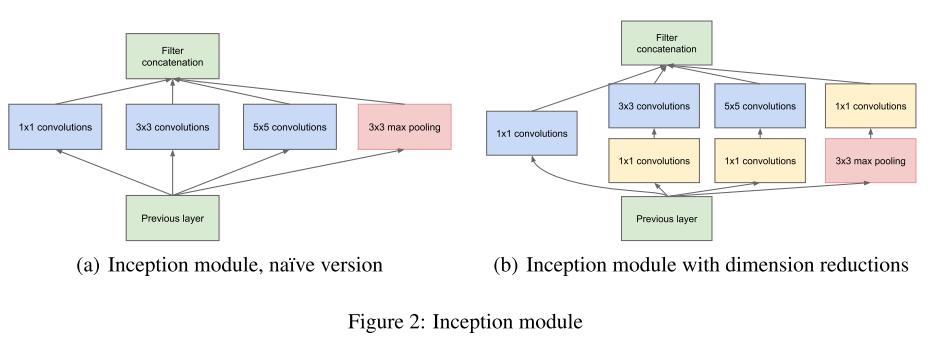 Filter
concatenation
1x1 convolutions
3x3 convolutions
5x5 convolutions
3x3 max pooling
Previous layer
(a) Inception module, naïve version
Filter
concatenation
3x3 convolutions
5x5 convolutions
1x1 convolutions
1x1 convolutions
1x1 convolutions
1x1 convolutions
3x3 max pooling
Previous layer
(b) Inception module with dimension reductions
Figure 2: Inception module